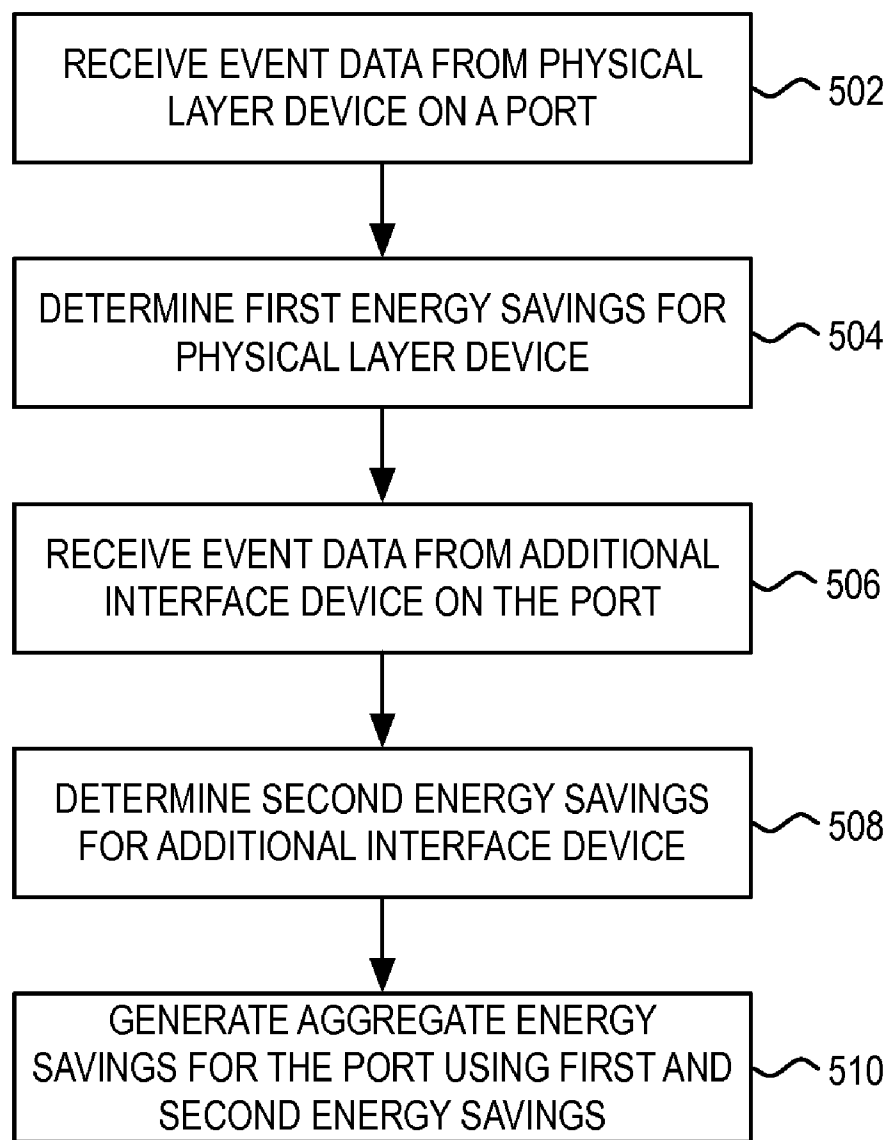 RECEIVE EVENT DATA FROM PHYSICAL
LAYER DEVICE ON A PORT
502
DETERMINE FIRST ENERGY SAVINGS FOR
PHYSICAL LAYER DEVICE
504
RECEIVE EVENT DATA FROM ADDITIONAL
INTERFACE DEVICE ON THE PORT
506
DETERMINE SECOND ENERGY SAVINGS
FOR ADDITIONAL INTERFACE DEVICE
508
GENERATE AGGREGATE ENERGY
SAVINGS FOR THE PORT USING FIRST AND
SECOND ENERGY SAVINGS
510